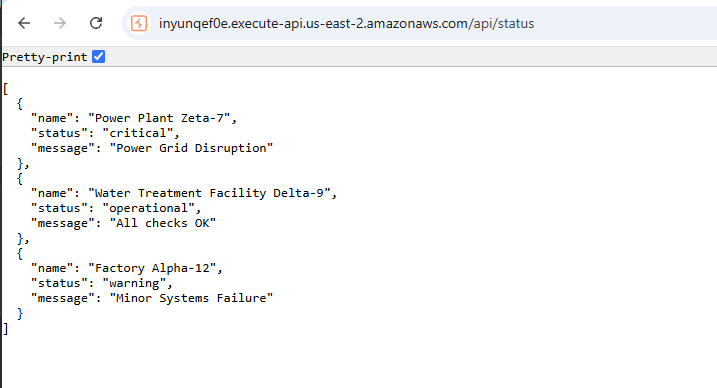 inyunqef0e.execute-api.us-east-2.amazonaws.com/api/status
Pretty-print
[
  {
    "name": "Power Plant Zeta-7",
    "status": "critical",
    "message": "Power Grid Disruption"
  },
  {
    "name": "Water Treatment Facility Delta-9",
    "status": "operational",
    "message": "All checks OK"
  },
  {
    "name": "Factory Alpha-12",
    "status": "warning",
    "message": "Minor Systems Failure"
  }
]